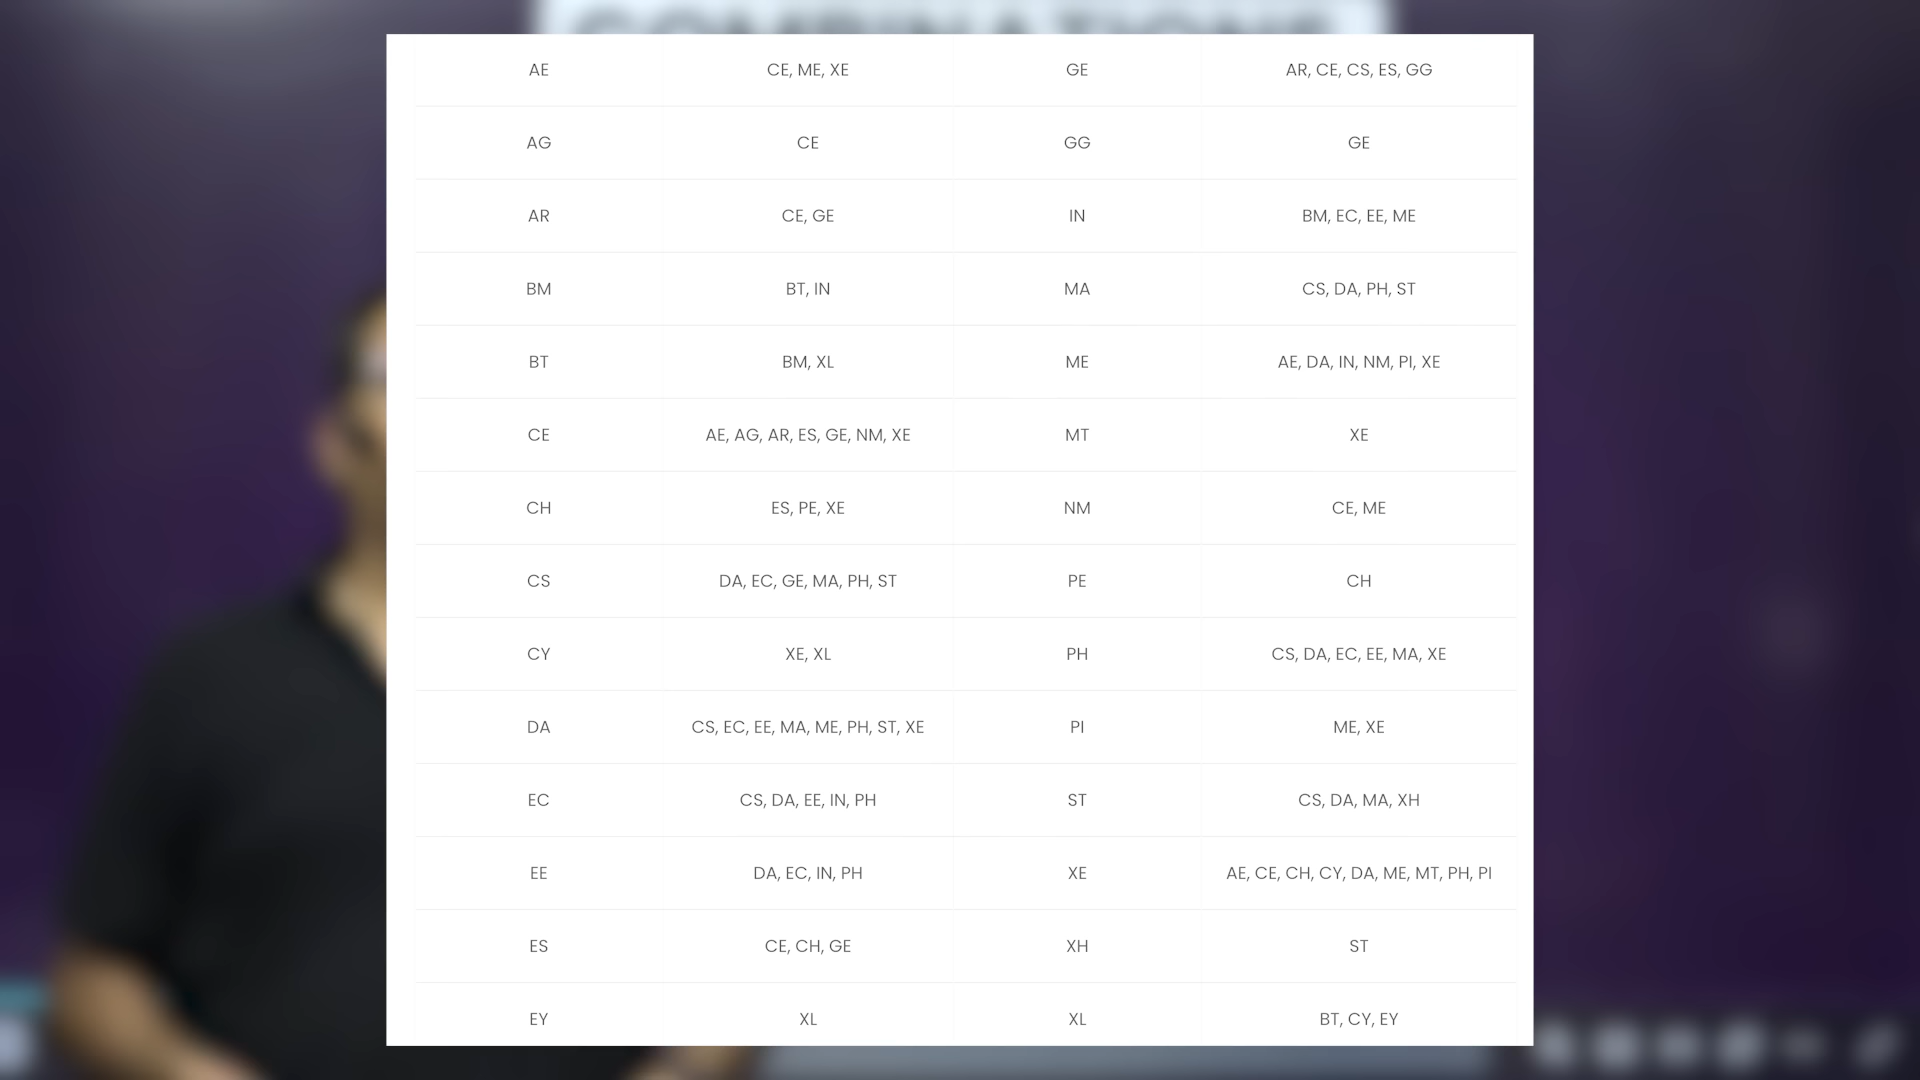 COMBINATIONS
AE CE, ME, XE GE AR, CE, CS, ES, GG
AG CE GG GE
AR CE, GE IN BM, EC, EE, ME
BM BT, IN MA CS, DA, PH, ST
BT BM, XL ME AE, DA, IN, NM, PI, XE
CE AE, AG, AR, ES, GE, NM, XE MT XE
CH ES, PE, XE NM CE, ME
CS DA, EC, GE, MA, PH, ST PE CH
CY XE, XL PH CS, DA, EC, EE, MA, XE
DA CS, EC, EE, MA, ME, PH, ST, XE PI ME, XE
EC CS, DA, EE, IN, PH ST CS, DA, MA, XH
EE DA, EC, IN, PH XE AE, CE, CH, CY, DA, ME, MT, PH, PI
ES CE, CH, GE XH ST
EY XL XL BT, CY, EY